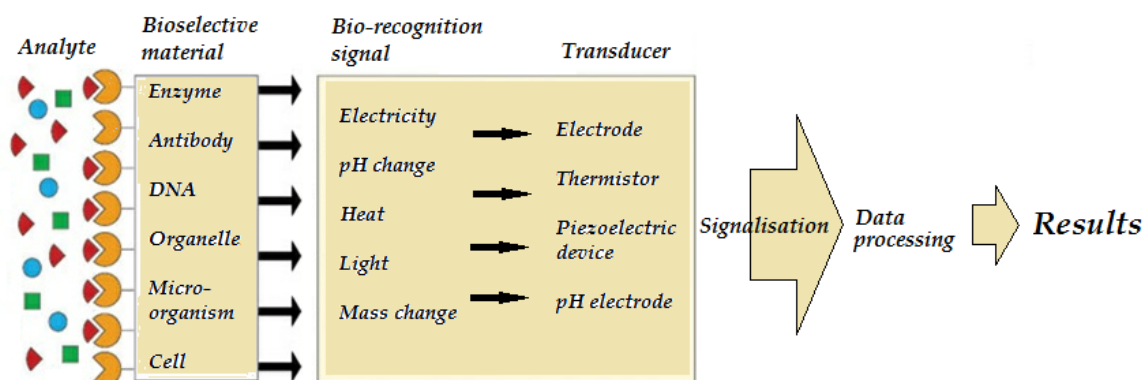 Analyte
Bioselective
material
Bio-recognition
signal
Transducer
Enzyme
Antibody
DNA
Organelle
Micro-
organism
Cell
Electricity
pH change
Heat
Light
Mass change
Electrode
Thermistor
Piezoelectric
device
pH electrode
Signalisation
Data
processing
Results